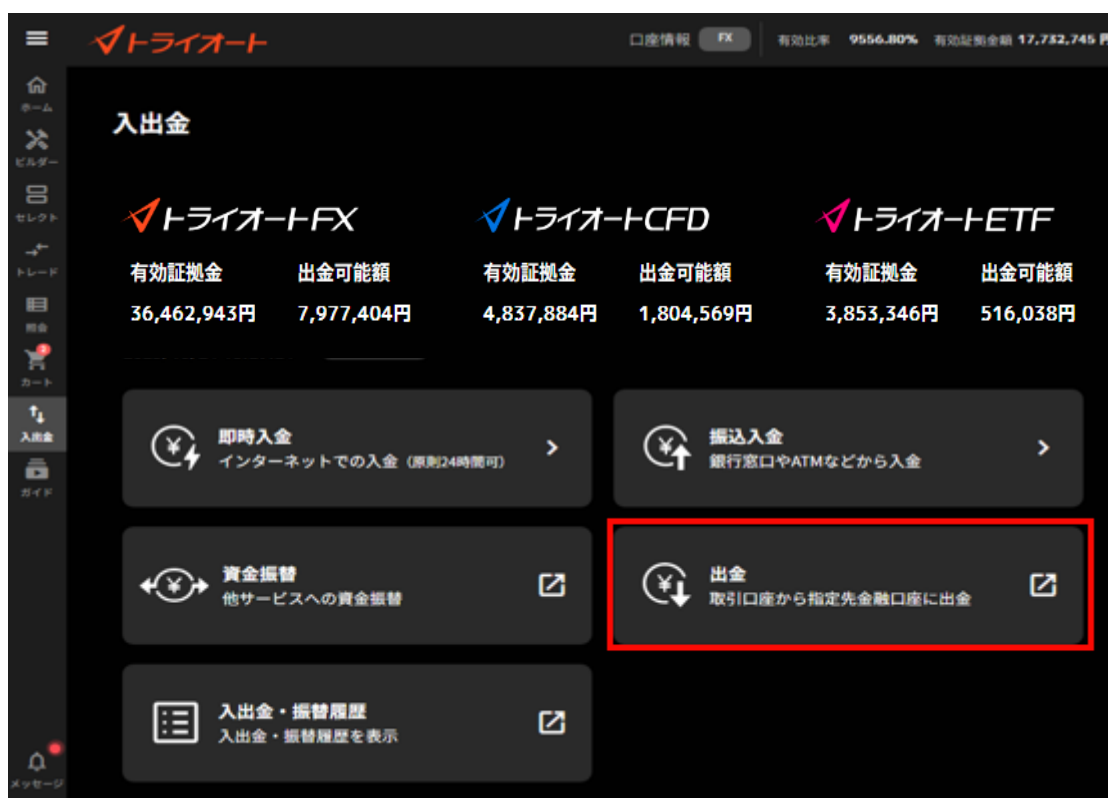 トライオート
口座情報 FX 有効比率 9556.80% 有効証拠金額 17,732,745 円
ホーム
ビルダー
セレクト
トレード
照会
カート
2
入出金
ガイド
メッセージ
入出金
トライオートFX
有効証拠金 出金可能額
36,462,943円 7,977,404円
トライオートCFD
有効証拠金 出金可能額
4,837,884円 1,804,569円
トライオートETF
有効証拠金 出金可能額
3,853,346円 516,038円
即時入金
インターネットでの入金（原則24時間可）
振込入金
銀行窓口やATMなどから入金
資金振替
他サービスへの資金振替
出金
取引口座から指定先金融口座に出金
入出金・振替履歴
入出金・振替履歴を表示